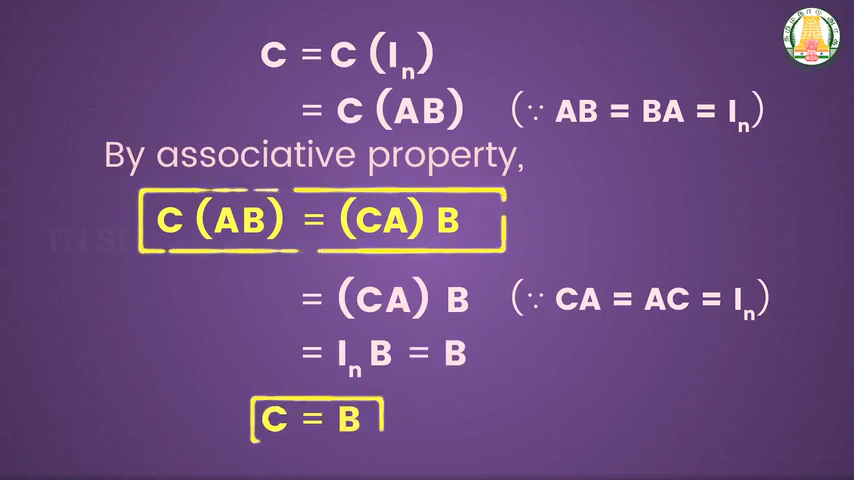 C = C (Iₙ)
= C (AB) (∵ AB = BA = Iₙ)
By associative property,
C (AB) = (CA) B
= (CA) B (∵ CA = AC = Iₙ)
= Iₙ B = B
C = B